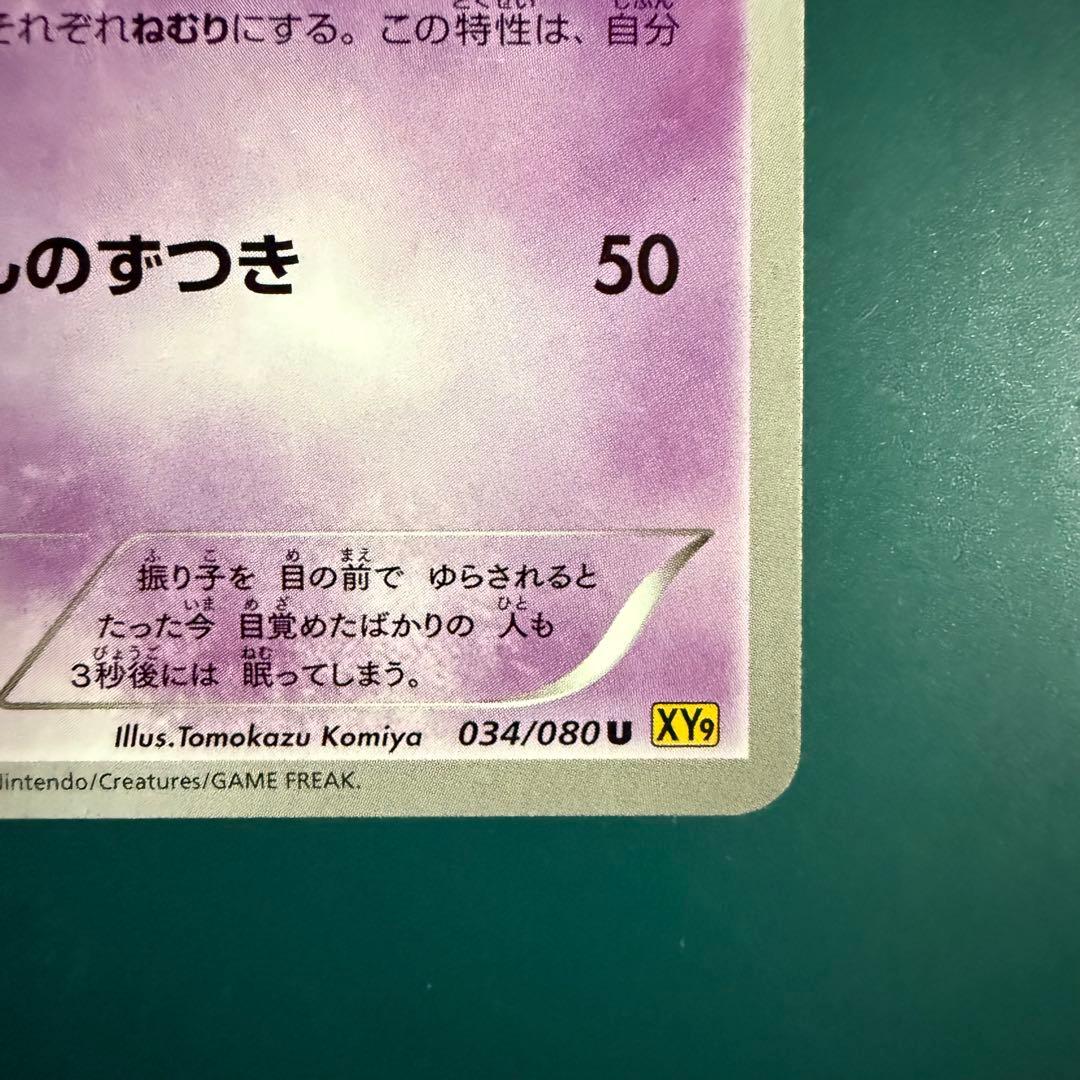 それぞれねむりにする。この特性は、自分
のずつき 50
振り子を 目の前で ゆらされると
たった今 目覚めたばかりの 人も
3秒後には 眠ってしまう。
Illus.Tomokazu Komiya 034/080 U XY9
Nintendo/Creatures/GAME FREAK.